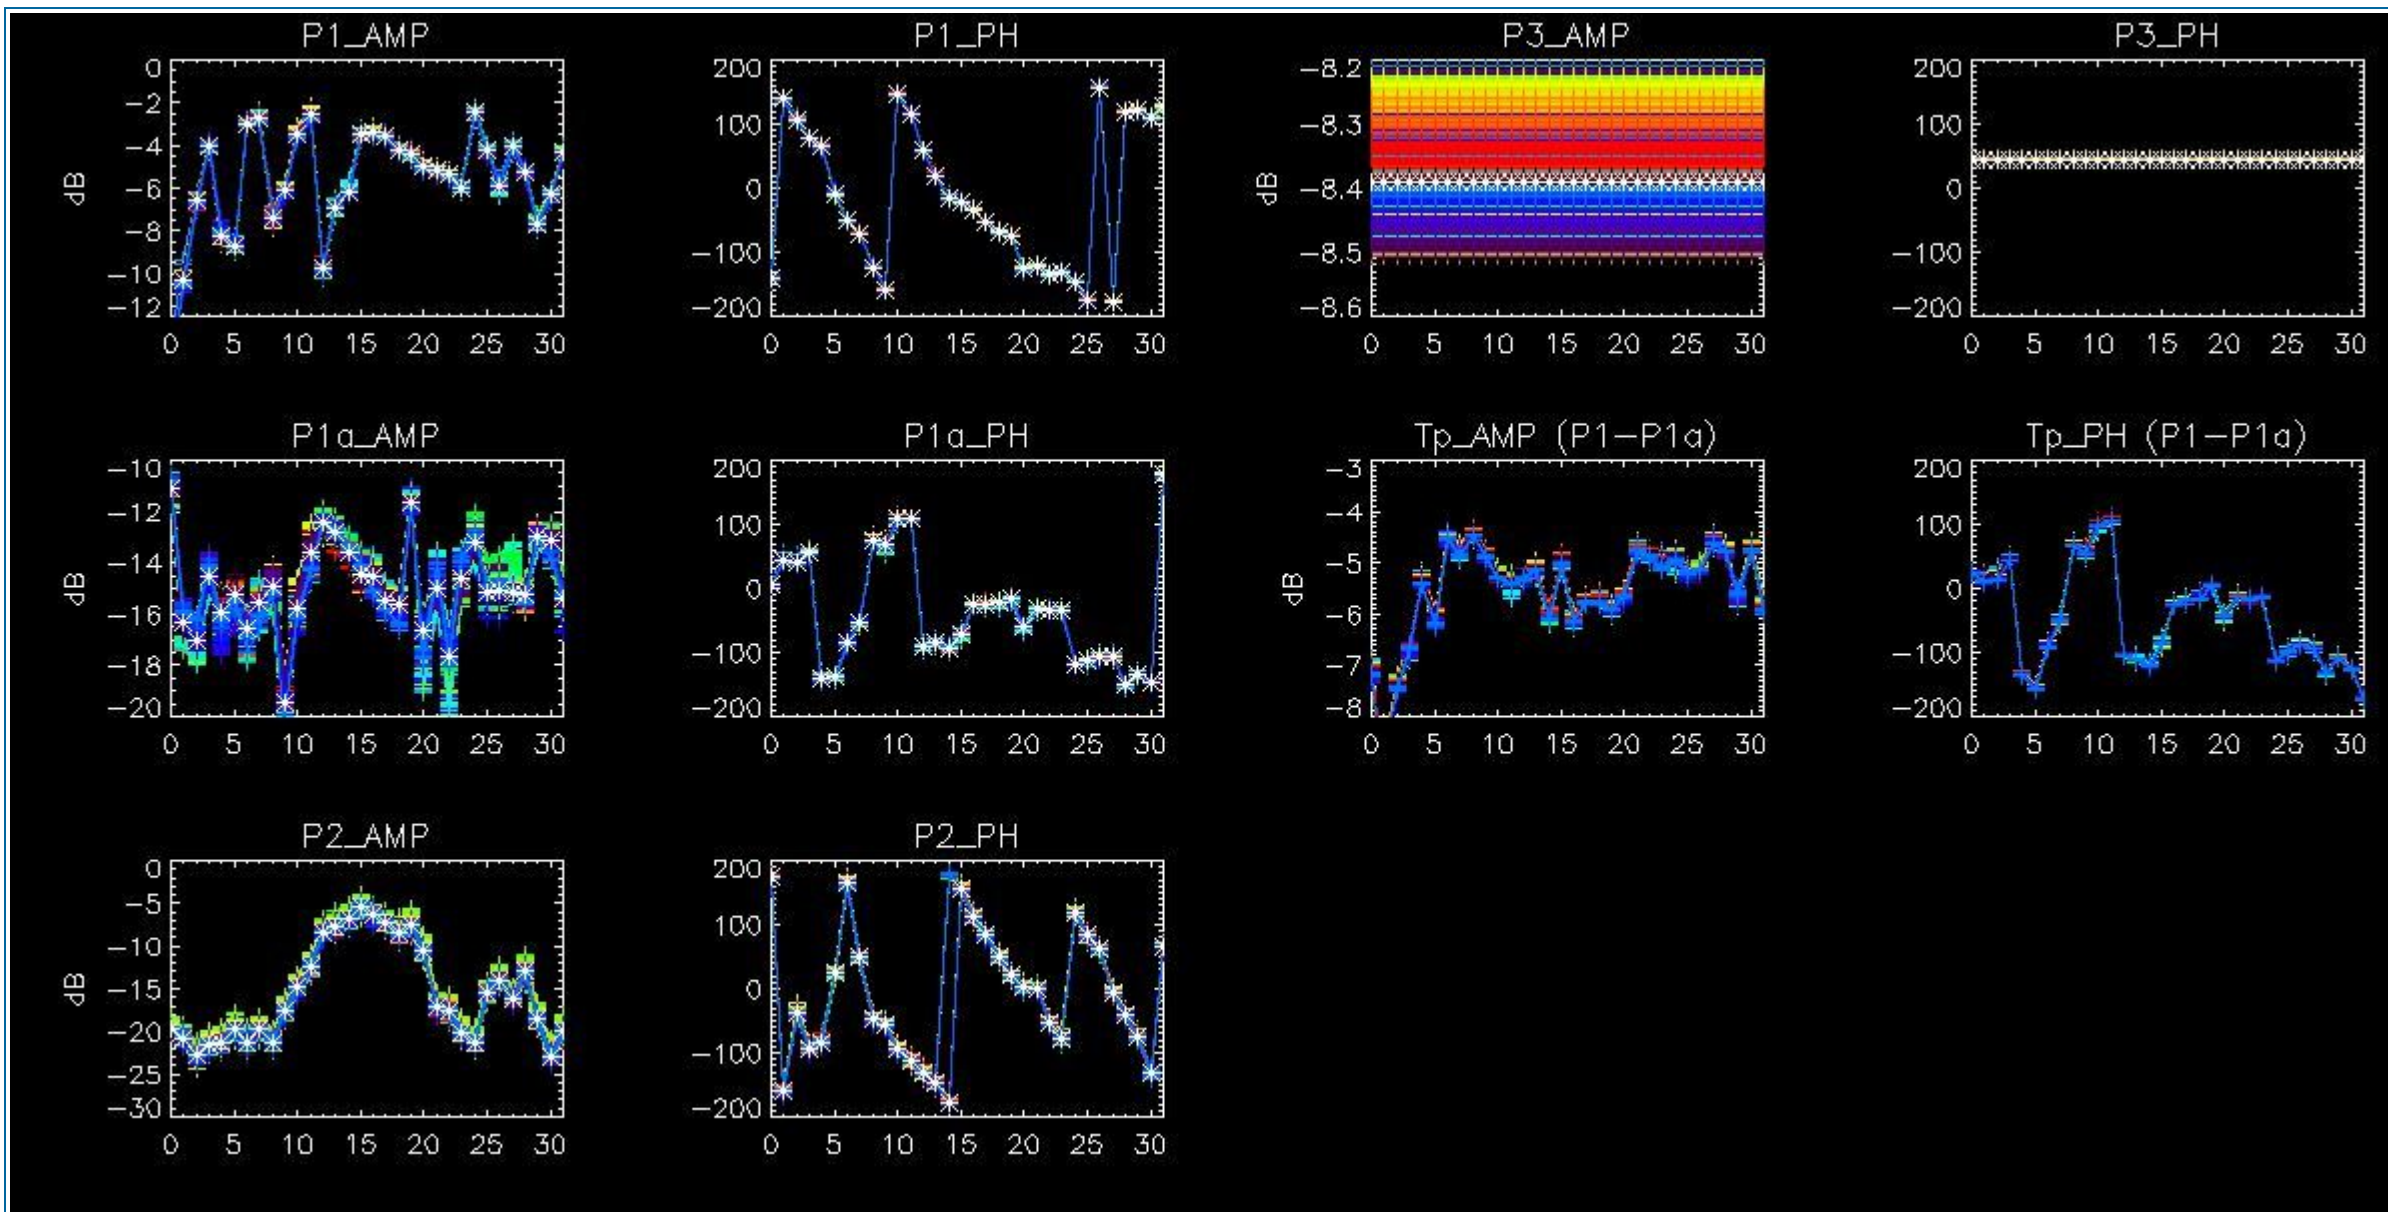 P1_AMP
0
−2
−4
−6
−8
−10
−12
dB
0 5 10 15 20 25 30
P1_PH
200
100
0
−100
−200
0 5 10 15 20 25 30
P3_AMP
−8.2
−8.3
−8.4
−8.5
−8.6
dB
0 5 10 15 20 25 30
P3_PH
200
100
0
−100
−200
0 5 10 15 20 25 30
P1a_AMP
−10
−12
−14
−16
−18
−20
dB
0 5 10 15 20 25 30
P1a_PH
200
100
0
−100
−200
0 5 10 15 20 25 30
Tp_AMP (P1−P1a)
−3
−4
−5
−6
−7
−8
dB
0 5 10 15 20 25 30
Tp_PH (P1−P1a)
200
100
0
−100
−200
0 5 10 15 20 25 30
P2_AMP
0
−5
−10
−15
−20
−25
−30
dB
0 5 10 15 20 25 30
P2_PH
200
100
0
−100
−200
0 5 10 15 20 25 30